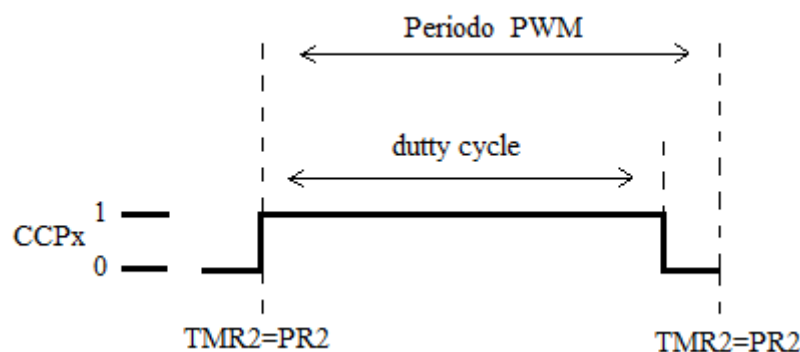 Periodo PWM
dutty cycle
1
CCPx
0
TMR2=PR2
TMR2=PR2